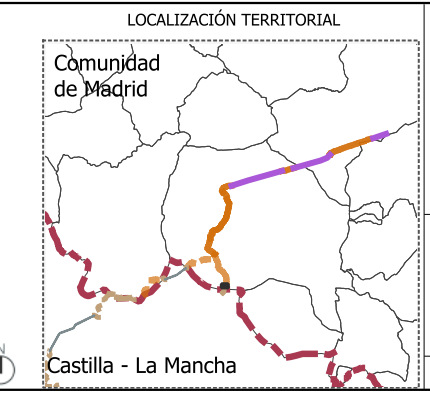 LOCALIZACIÓN TERRITORIAL
Comunidad
de Madrid
Castilla - La Mancha
N